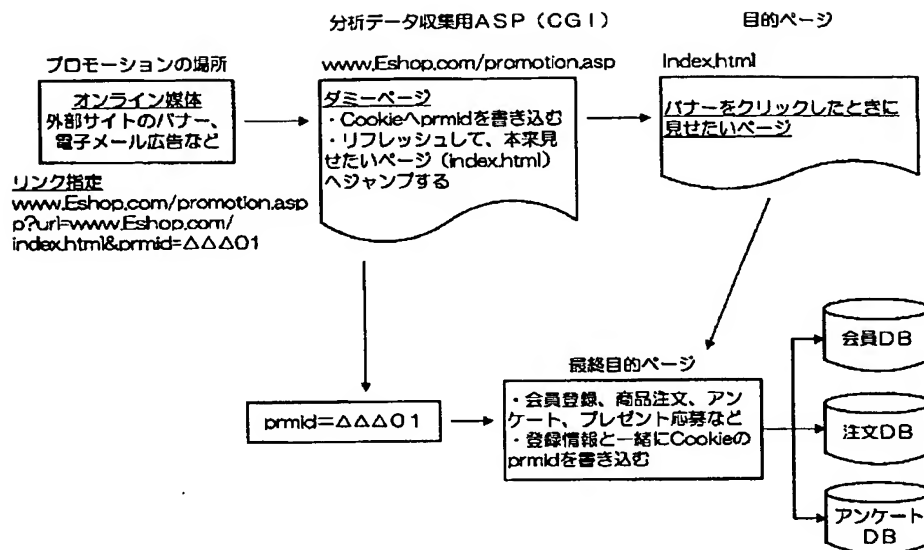 分析データ収集用ASP(CGI)
目的ページ
プロモーションの場所
www.Eshop.com/promotion.asp
Index.html
オンライン媒体
外部サイトのバナー、
電子メール広告など
ダミーページ
・Cookieへprmidを書き込む
・リフレッシュして、本来見
せたいページ(index.html)
へジャンプする
バナーをクリックしたときに
見せたいページ
リンク指定
www.Eshop.com/promotion.asp
p?url=www.Eshop.com/
index.html&prmid=△△△01
最終目的ページ
会員DB
prmid=△△△01
・会員登録、商品注文、アン
ケート、プレゼント応募など
・登録情報と一緒にCookieの
prmidを書き込む
注文DB
アンケート
DB